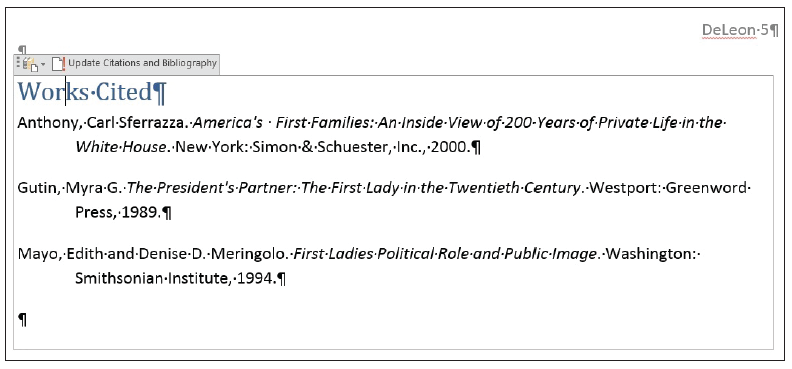 DeLeon·5¶
¶
Update Citations and Bibliography
Works·Cited¶
Anthony,·Carl·Sferrazza.·America's·First·Families:·An·Inside·View·of·200·Years·of·Private·Life·in·the·
White·House.·New·York:·Simon·&·Schuester,·Inc.,·2000.¶
Gutin,·Myra·G.·The·President's·Partner:·The·First·Lady·in·the·Twentieth·Century.·Westport:·Greenword·
Press,·1989.¶
Mayo,·Edith·and·Denise·D.·Meringolo.·First·Ladies·Political·Role·and·Public·Image.·Washington:·
Smithsonian·Institute,·1994.¶
¶